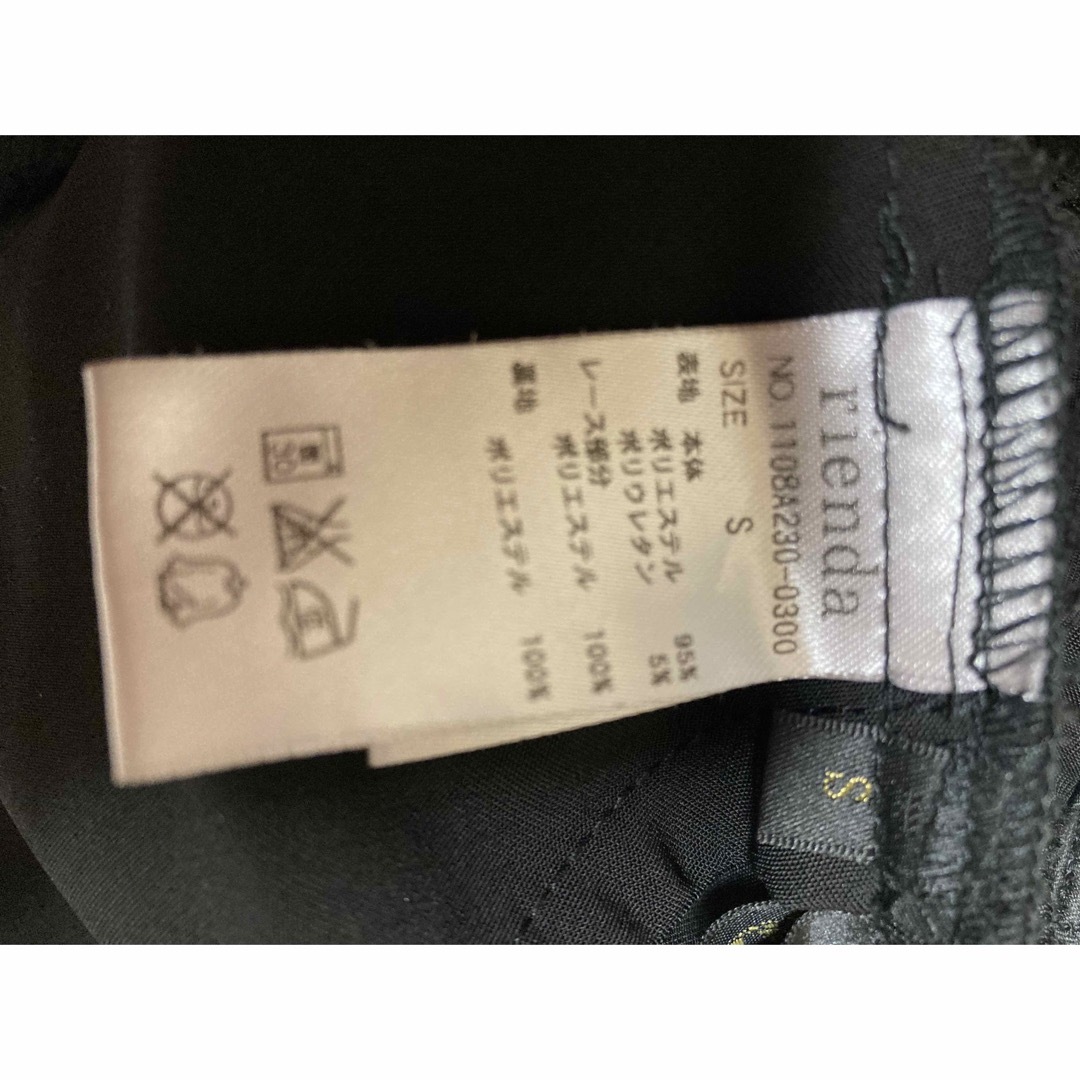 rienda
NO. 1108A230-0300
SIZE S
表地 本体
ポリエステル 95%
ポリウレタン 5%
レース部分
ポリエステル 100%
裏地
ポリエステル 100%
S